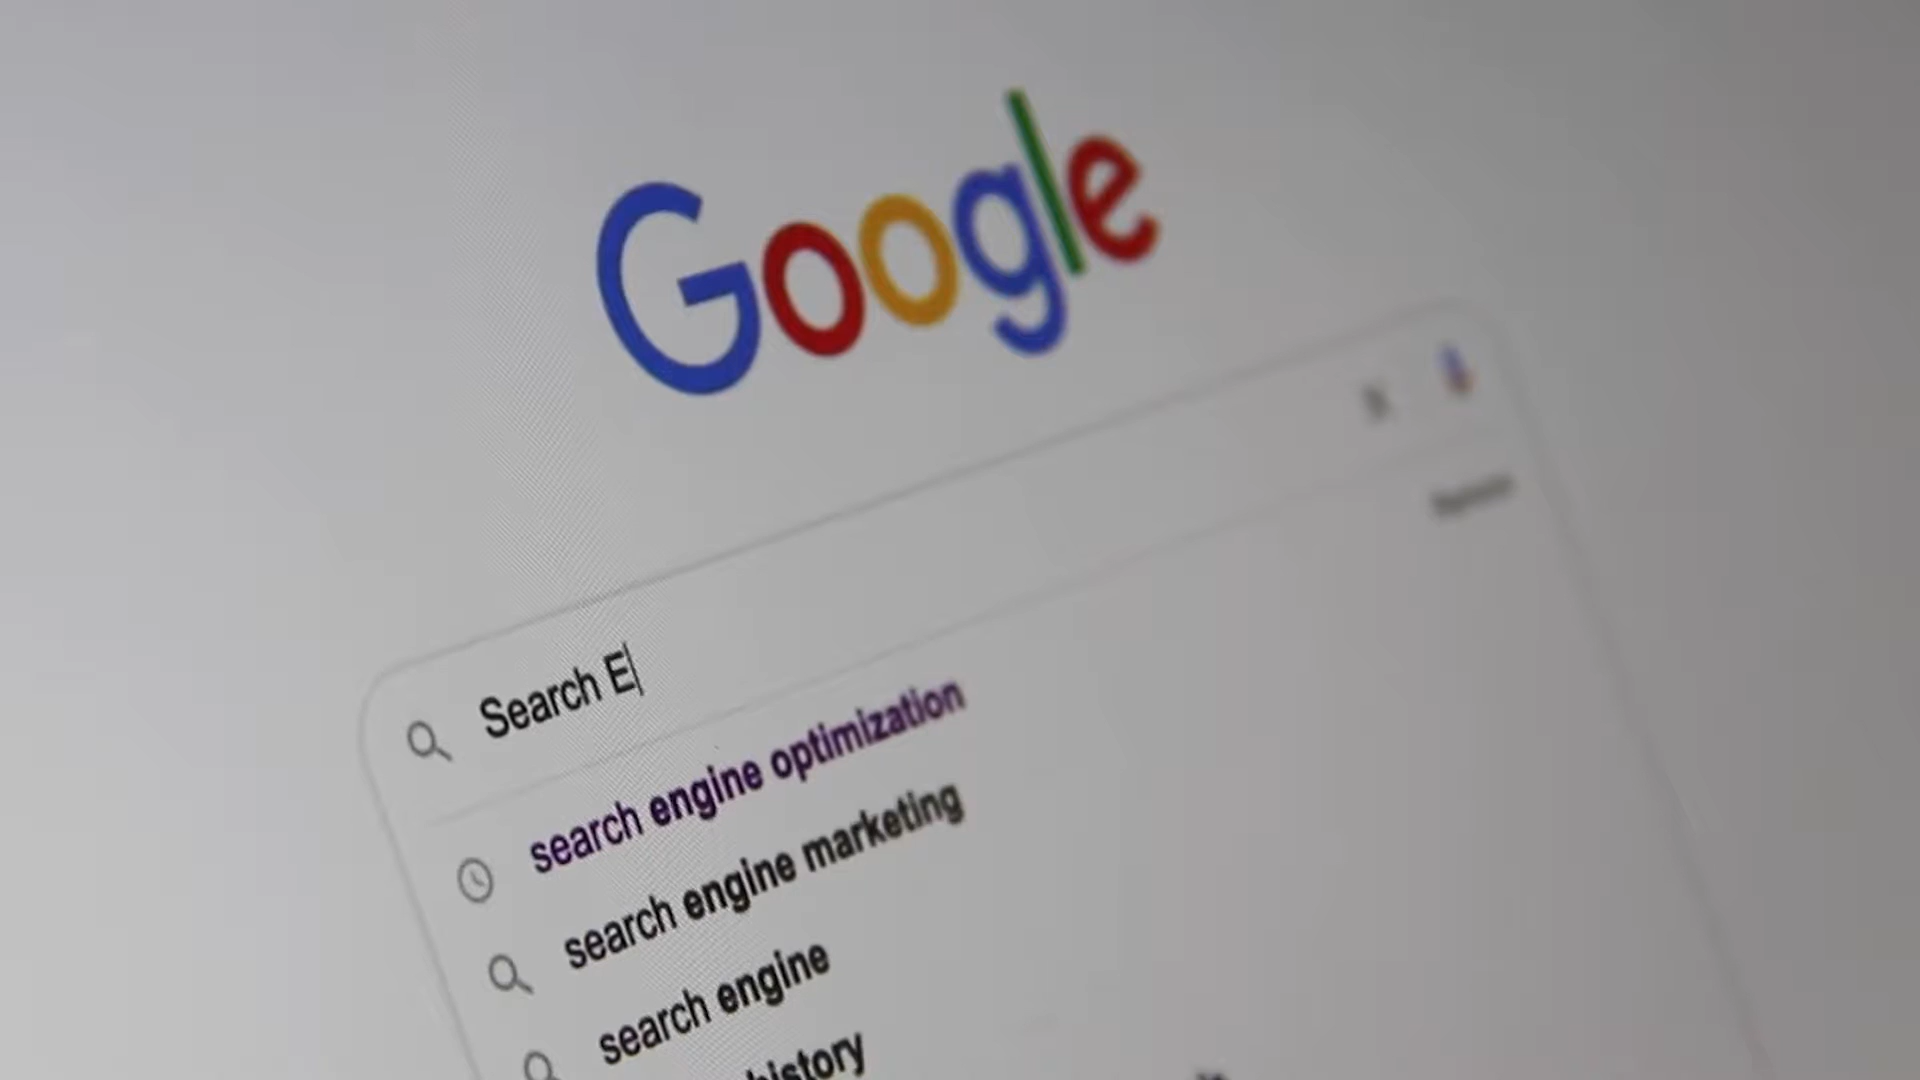 Google
Search E
search engine optimization
search engine marketing
search engine
history